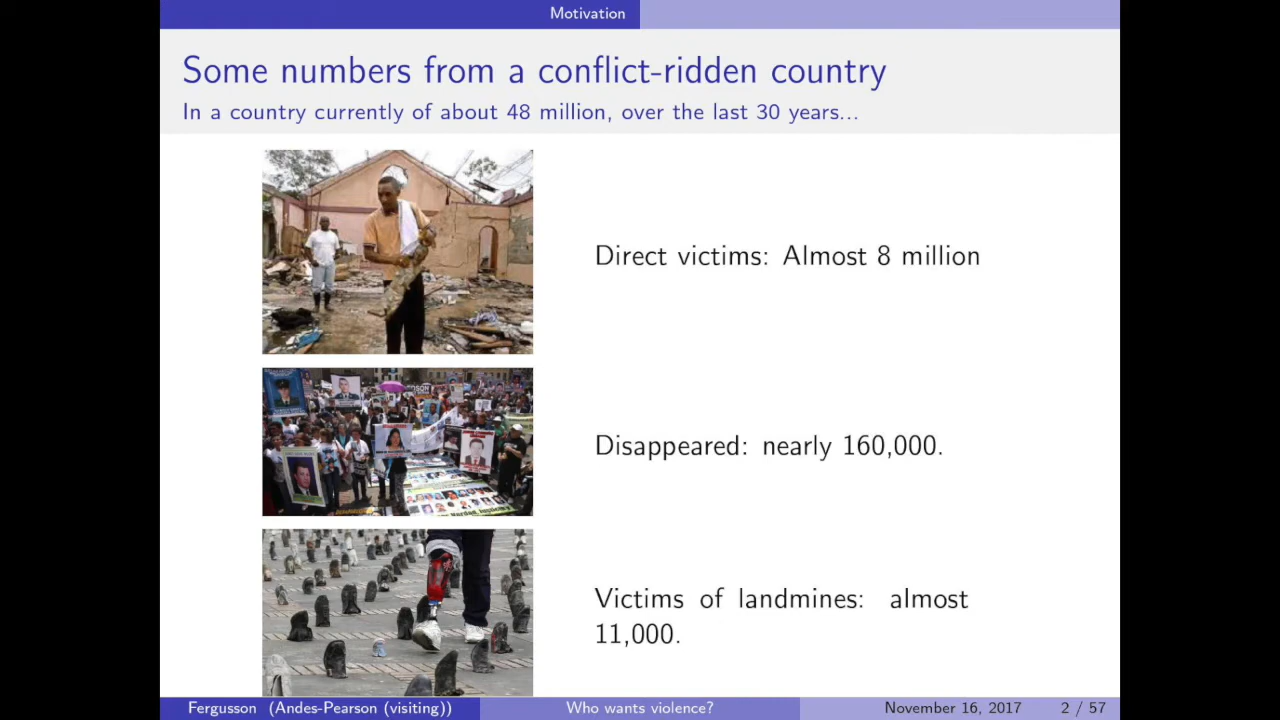 Motivation
Some numbers from a conflict-ridden country
In a country currently of about 48 million, over the last 30 years...
Direct victims: Almost 8 million
Disappeared: nearly 160,000.
Victims of landmines: almost
11,000.
Fergusson (Andes-Pearson (visiting))
Who wants violence?
November 16, 2017
2 / 57